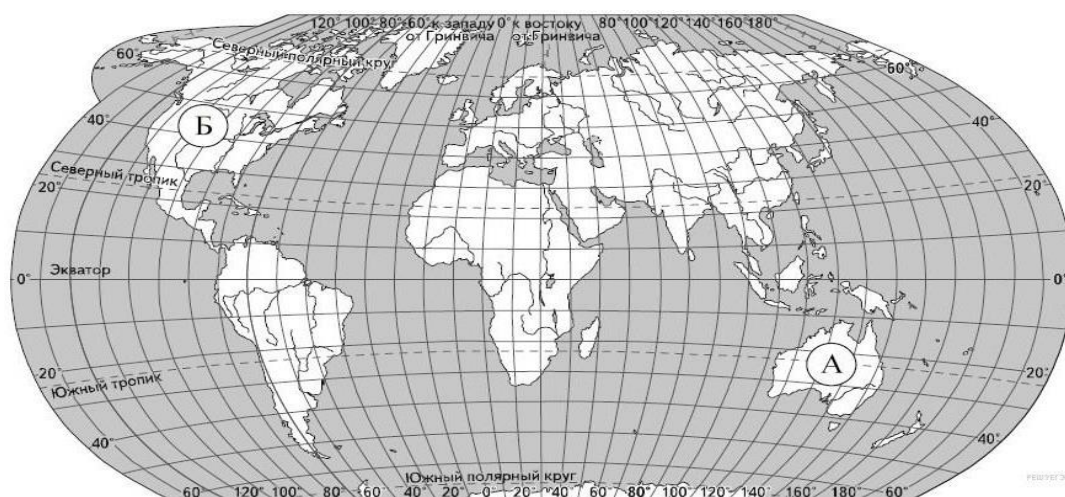 120° 100° 80° 60° к западу 0° к востоку 80° 100° 120° 140° 160° 180°
от Гринвича от Гринвича
60° Северный полярный круг 60°
40° Б 40°
Северный тропик
20° 20°
Экватор
0° 0°
А
20° 20°
Южный тропик
40° 40°
Южный полярный круг
60° 120° 100° 80° 60° 40° 20° 0° 20° 40° 60° 80° 100° 120° 140° 160° 180° 60°